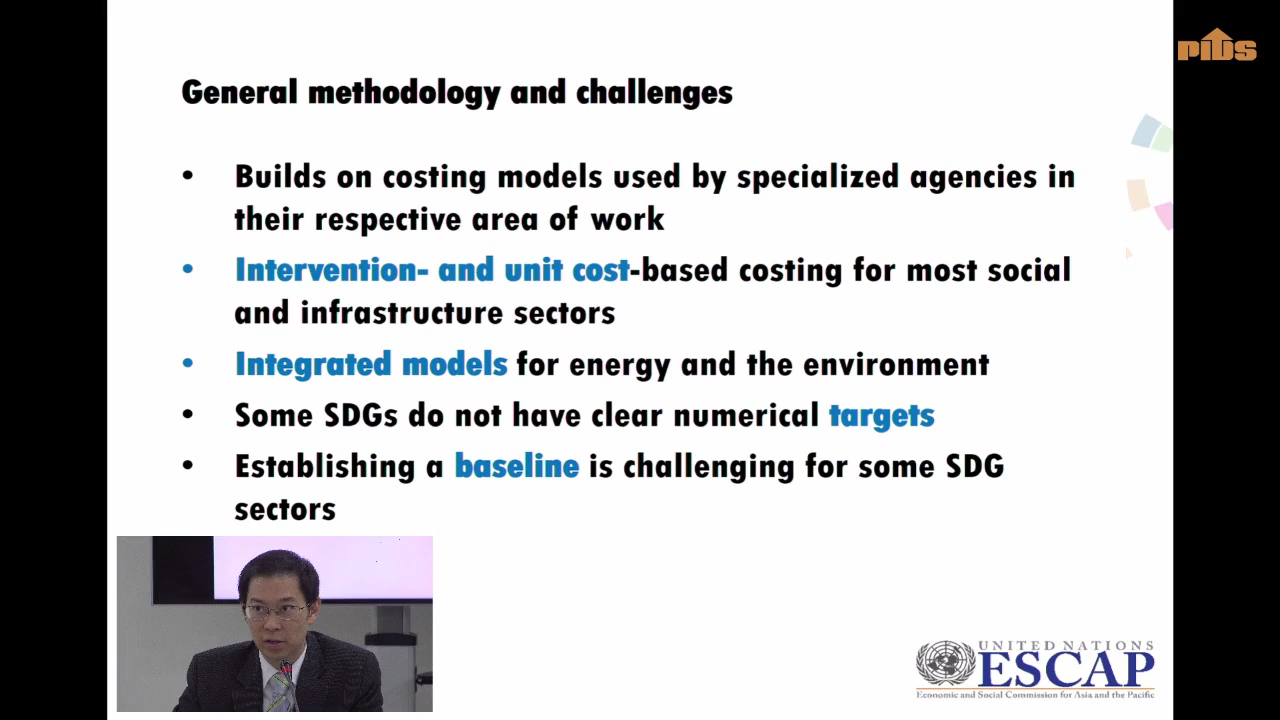 PIDS
General methodology and challenges
• Builds on costing models used by specialized agencies in
their respective area of work
• Intervention- and unit cost-based costing for most social
and infrastructure sectors
• Integrated models for energy and the environment
• Some SDGs do not have clear numerical targets
• Establishing a baseline is challenging for some SDG
sectors
UNITED NATIONS
ESCAP
Economic and Social Commission for Asia and the Pacific